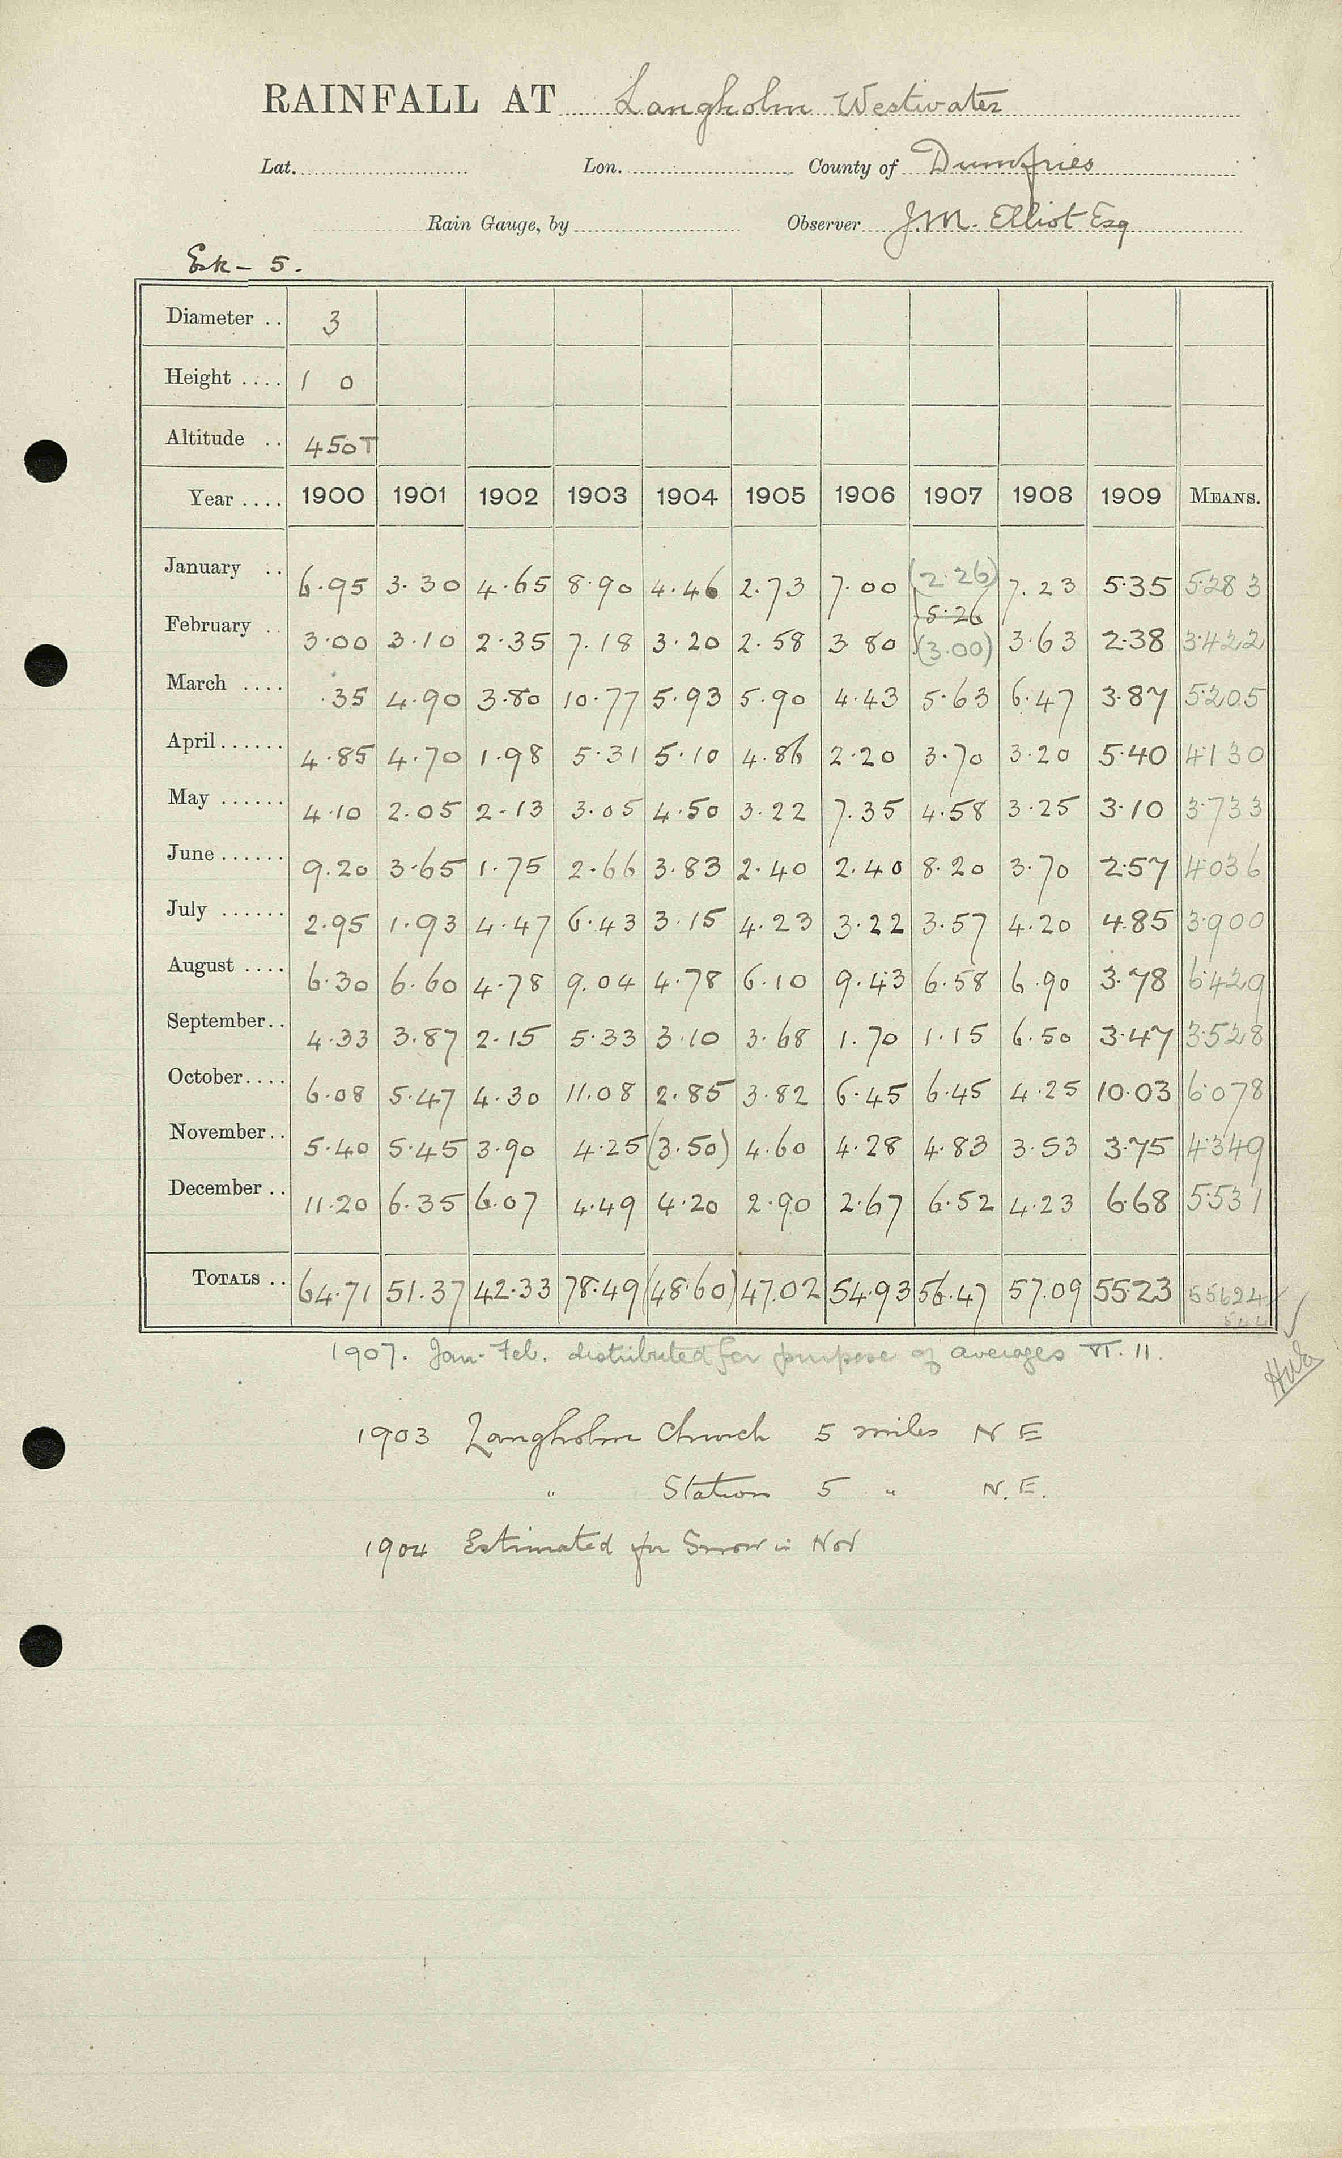 RAINFALL AT Langholm Westwater
Lat. Lon. County of Dumfries
Rain Gauge, by Observer J.M. Elliot Esq
Esk - 5.
Diameter .. 3
Height .... 1 0
Altitude .. 450T
Year .... 1900 1901 1902 1903 1904 1905 1906 1907 1908 1909 MEANS.
January .. 6.95 3.30 4.65 8.90 4.46 2.73 7.00 (2.26) 7.23 5.35 5.283
5.26
February .. 3.00 3.10 2.35 7.18 3.20 2.58 3.80 (3.00) 3.63 2.38 3.422
March .... .35 4.90 3.80 10.77 5.93 5.90 4.43 5.63 6.47 3.87 5.205
April...... 4.85 4.70 1.98 5.31 5.10 4.86 2.20 3.70 3.20 5.40 4.130
May ...... 4.10 2.05 2.13 3.05 4.50 3.22 7.35 4.58 3.25 3.10 3.733
June...... 9.20 3.65 1.75 2.66 3.83 2.40 2.40 8.20 3.70 2.57 4.036
July ...... 2.95 1.93 4.47 6.43 3.15 4.23 3.22 3.57 4.20 4.85 3.900
August .... 6.30 6.60 4.78 9.04 4.78 6.10 9.43 6.58 6.90 3.78 6.429
September.. 4.33 3.87 2.15 5.33 3.10 3.68 1.70 1.15 6.50 3.47 3.528
October.... 6.08 5.47 4.30 11.08 2.85 3.82 6.45 6.45 4.25 10.03 6.078
November.. 5.40 5.45 3.90 4.25 (3.50) 4.60 4.28 4.83 3.53 3.75 4.349
December .. 11.20 6.35 6.07 4.49 4.20 2.90 2.67 6.52 4.23 6.68 5.531
TOTALS .. 64.71 51.37 42.33 78.49 (48.60) 47.02 54.93 56.47 57.09 55.23 55624
1907. Jan-Feb. distributed for purpose of averages VI. 11.
1903 Langholm Church 5 miles N E
" Station 5 " N. E.
1904 Estimated for Snow in Nov